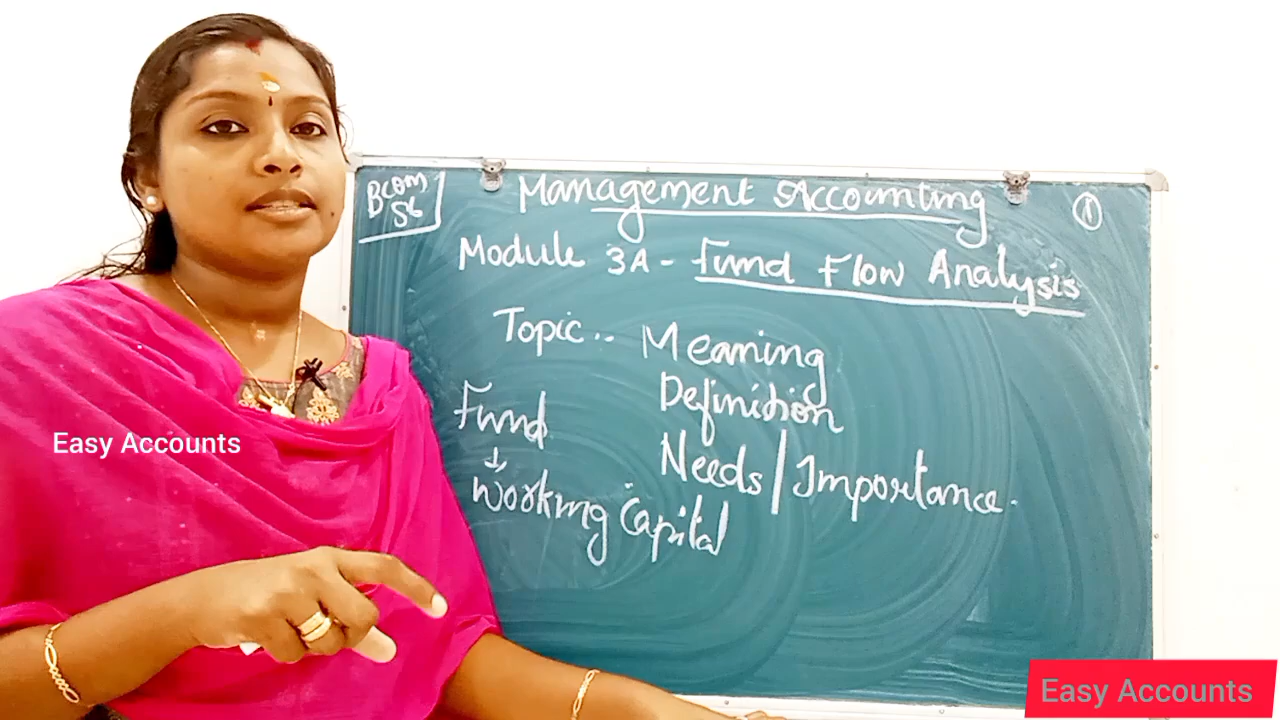 BCOM
S6
Management Accounting
1
Module 3A - Fund Flow Analysis
Topic.. Meaning
Definition
Needs/Importance.
Fund
↓
Working Capital
Easy Accounts
Easy Accounts